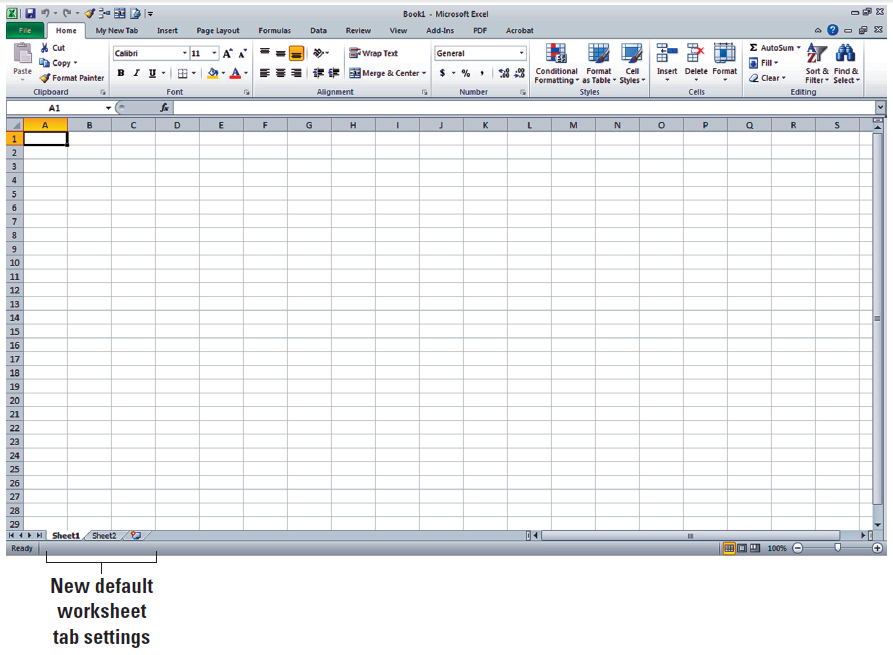 Book1 - Microsoft Excel
File Home My New Tab Insert Page Layout Formulas Data Review View Add-Ins PDF Acrobat
Paste Cut Copy Format Painter
Calibri 11 A A
B I U A
Wrap Text
Merge & Center
General
$ % ,
Conditional Formatting
Format as Table
Cell Styles
Insert Delete Format
Σ AutoSum
Fill
Clear
Sort & Filter
Find & Select
Clipboard Font Alignment Number Styles Cells Editing
A1 fx
A B C D E F G H I J K L M N O P Q R S
1
2
3
4
5
6
7
8
9
10
11
12
13
14
15
16
17
18
19
20
21
22
23
24
25
26
27
28
29
Sheet1 Sheet2
Ready 100%
New default
worksheet
tab settings